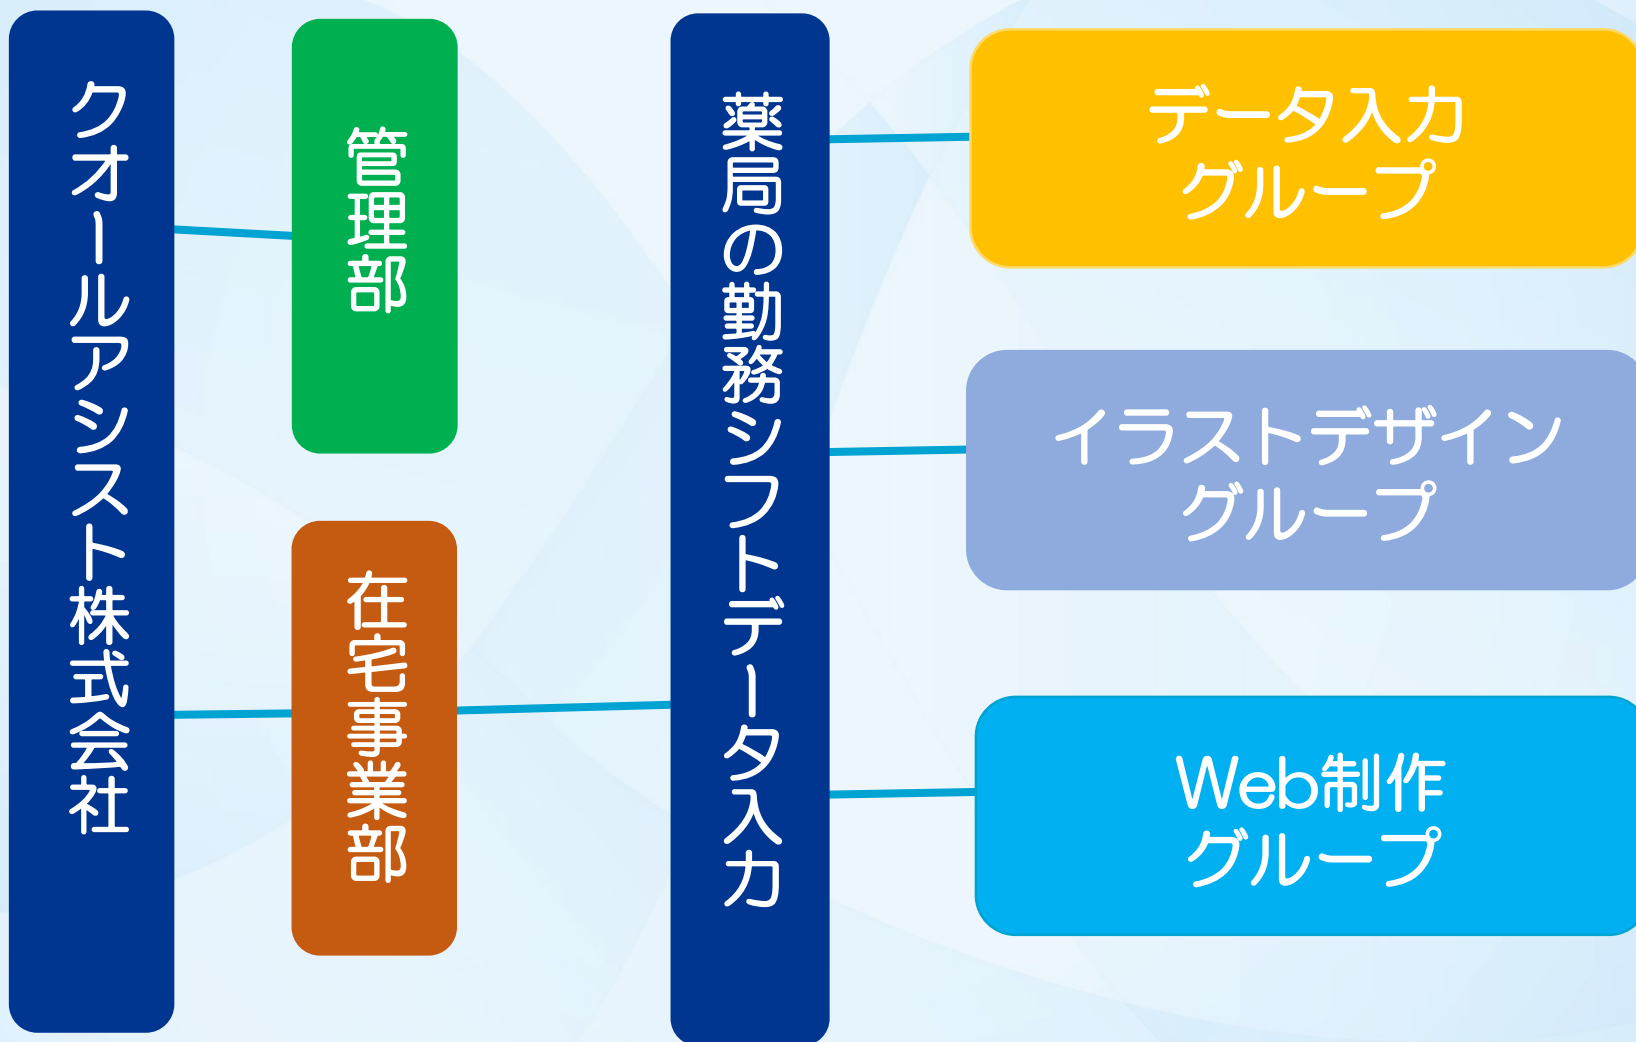 クオールアシスト株式会社
管理部
在宅事業部
薬局の勤務シフトデータ入力
データ入力
グループ
イラストデザイン
グループ
Web制作
グループ